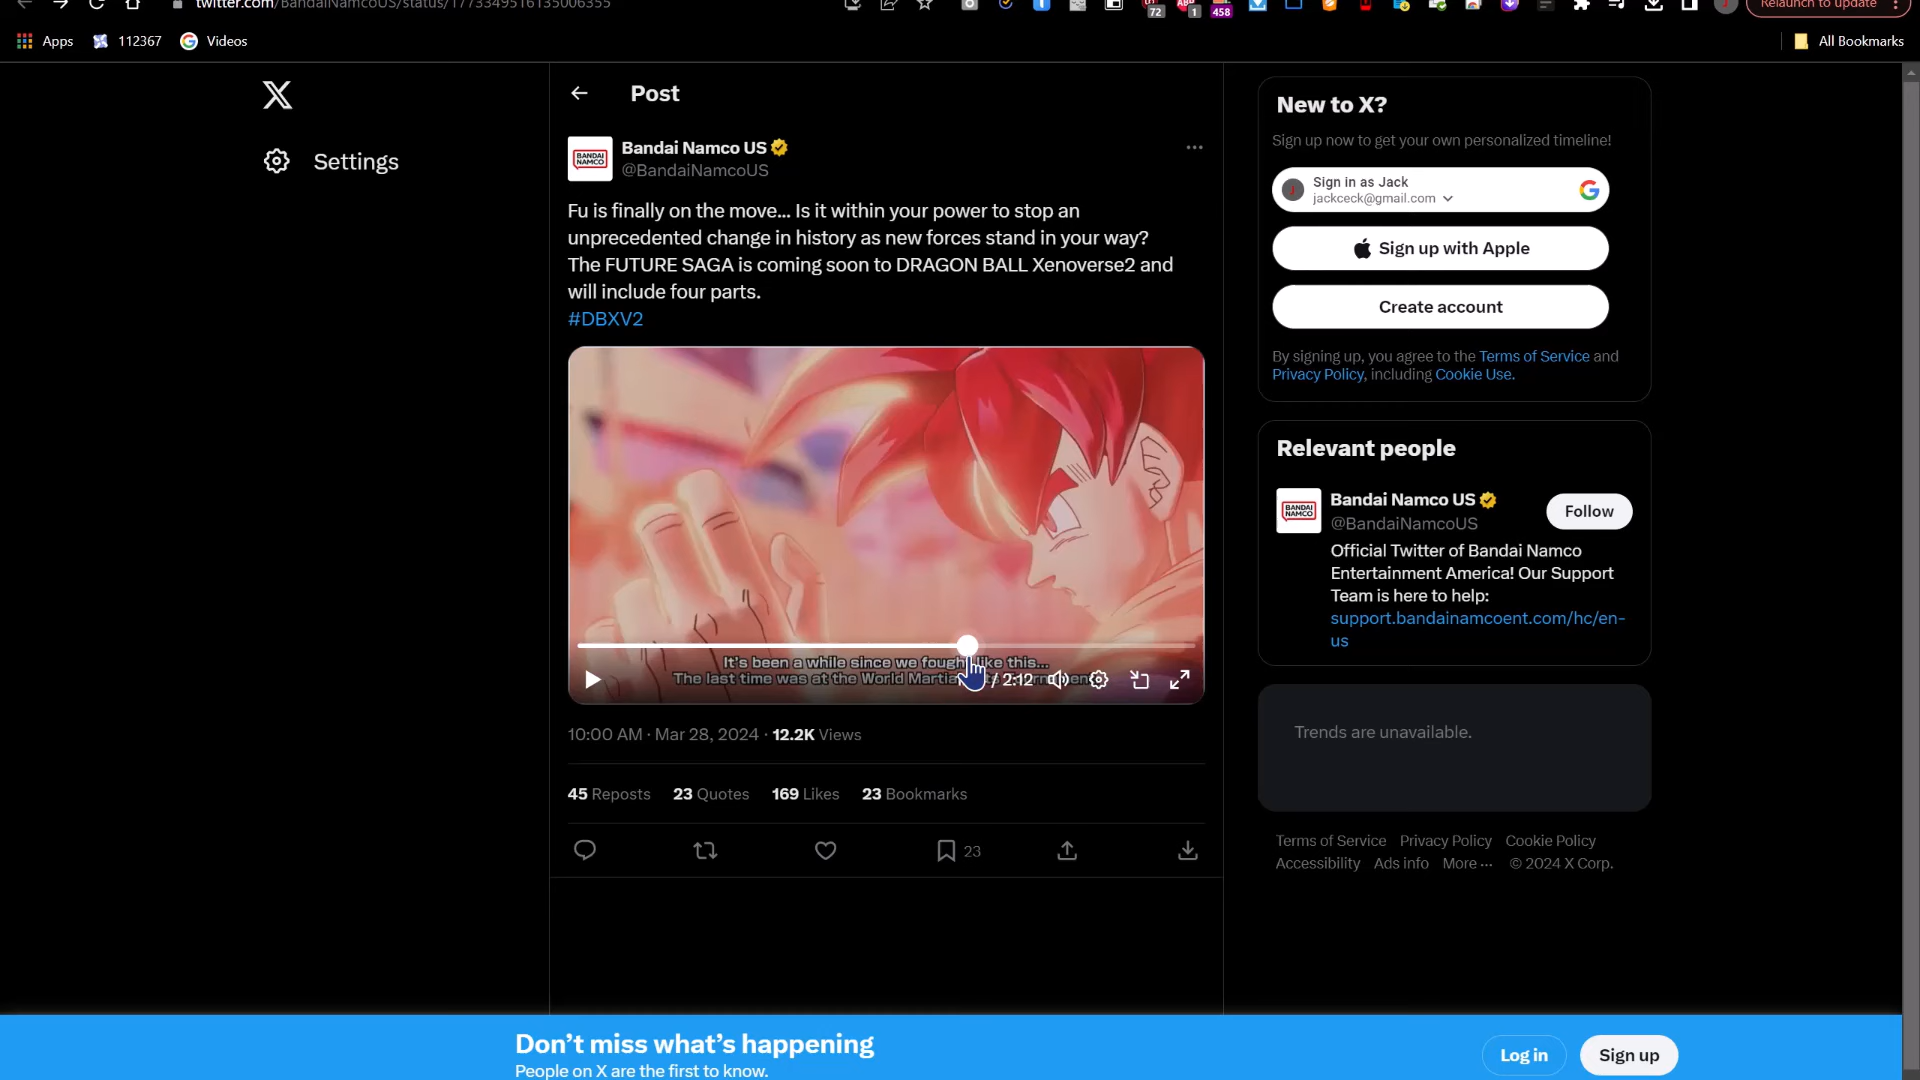 twitter.com/BandaiNamcoUS/status/1773349516135006355
72
1
458
Relaunch to update
Apps
112367
Videos
All Bookmarks
Settings
Post
BANDAI
NAMCO
Bandai Namco US
@BandaiNamcoUS
Fu is finally on the move... Is it within your power to stop an
unprecedented change in history as new forces stand in your way?
The FUTURE SAGA is coming soon to DRAGON BALL Xenoverse2 and
will include four parts.
#DBXV2
It's been a while since we fought like this...
The last time was at the World Martial
/ 2:12
10:00 AM · Mar 28, 2024 · 12.2K Views
45 Reposts 23 Quotes 169 Likes 23 Bookmarks
23
New to X?
Sign up now to get your own personalized timeline!
Sign in as Jack
jackceck@gmail.com
Sign up with Apple
Create account
By signing up, you agree to the Terms of Service and
Privacy Policy, including Cookie Use.
Relevant people
BANDAI
NAMCO
Bandai Namco US
@BandaiNamcoUS
Follow
Official Twitter of Bandai Namco
Entertainment America! Our Support
Team is here to help:
support.bandainamcoent.com/hc/en-
us
Trends are unavailable.
Terms of Service Privacy Policy Cookie Policy
Accessibility Ads info More ··· © 2024 X Corp.
Don’t miss what’s happening
People on X are the first to know.
Log in
Sign up